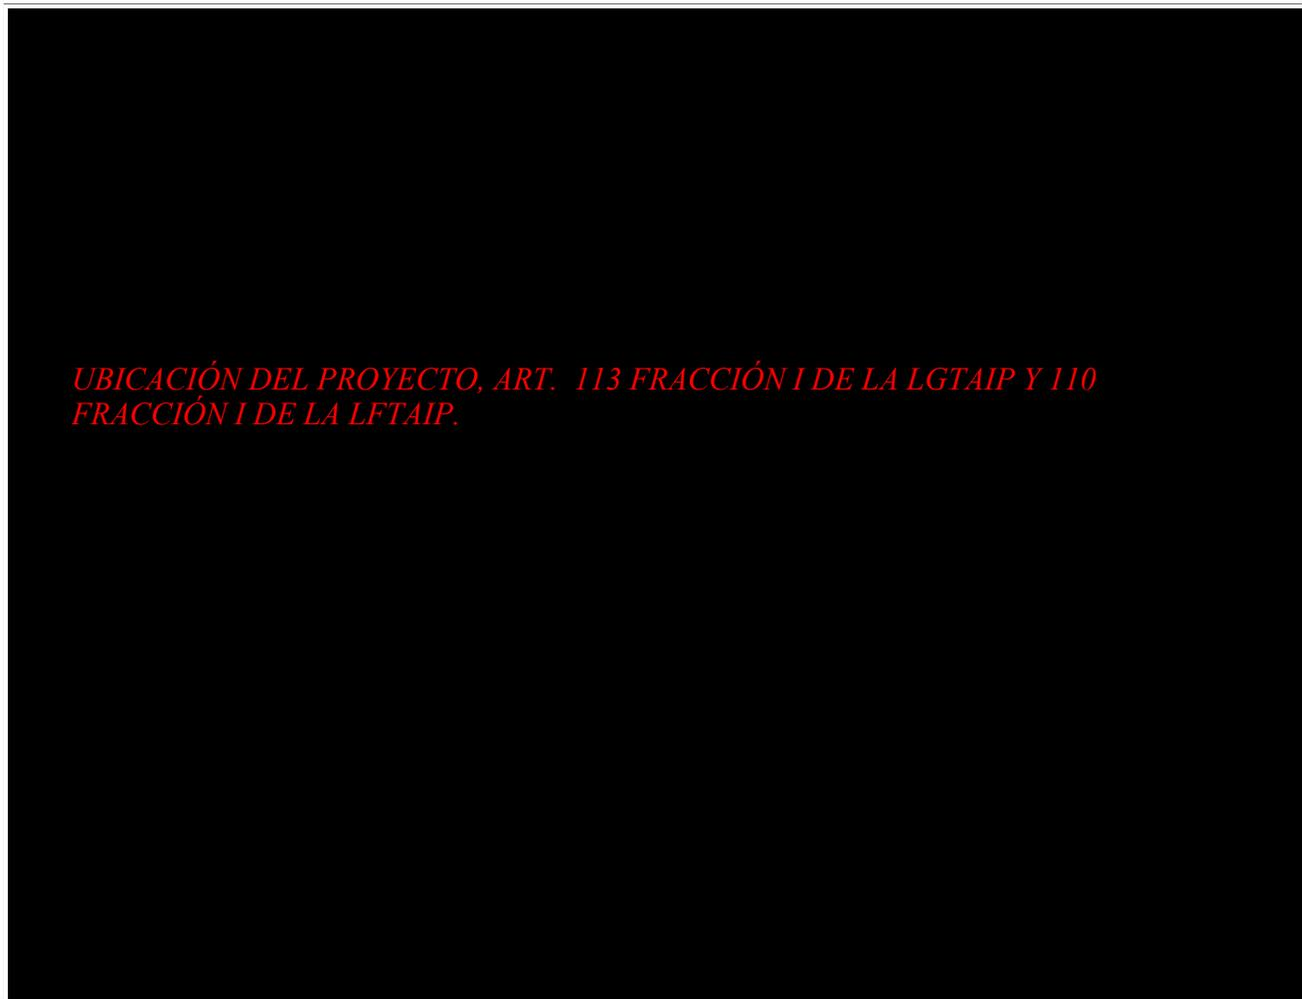 UBICACIÓN DEL PROYECTO, ART.  113 FRACCIÓN I DE LA LGTAIP Y 110
FRACCIÓN I DE LA LFTAIP.